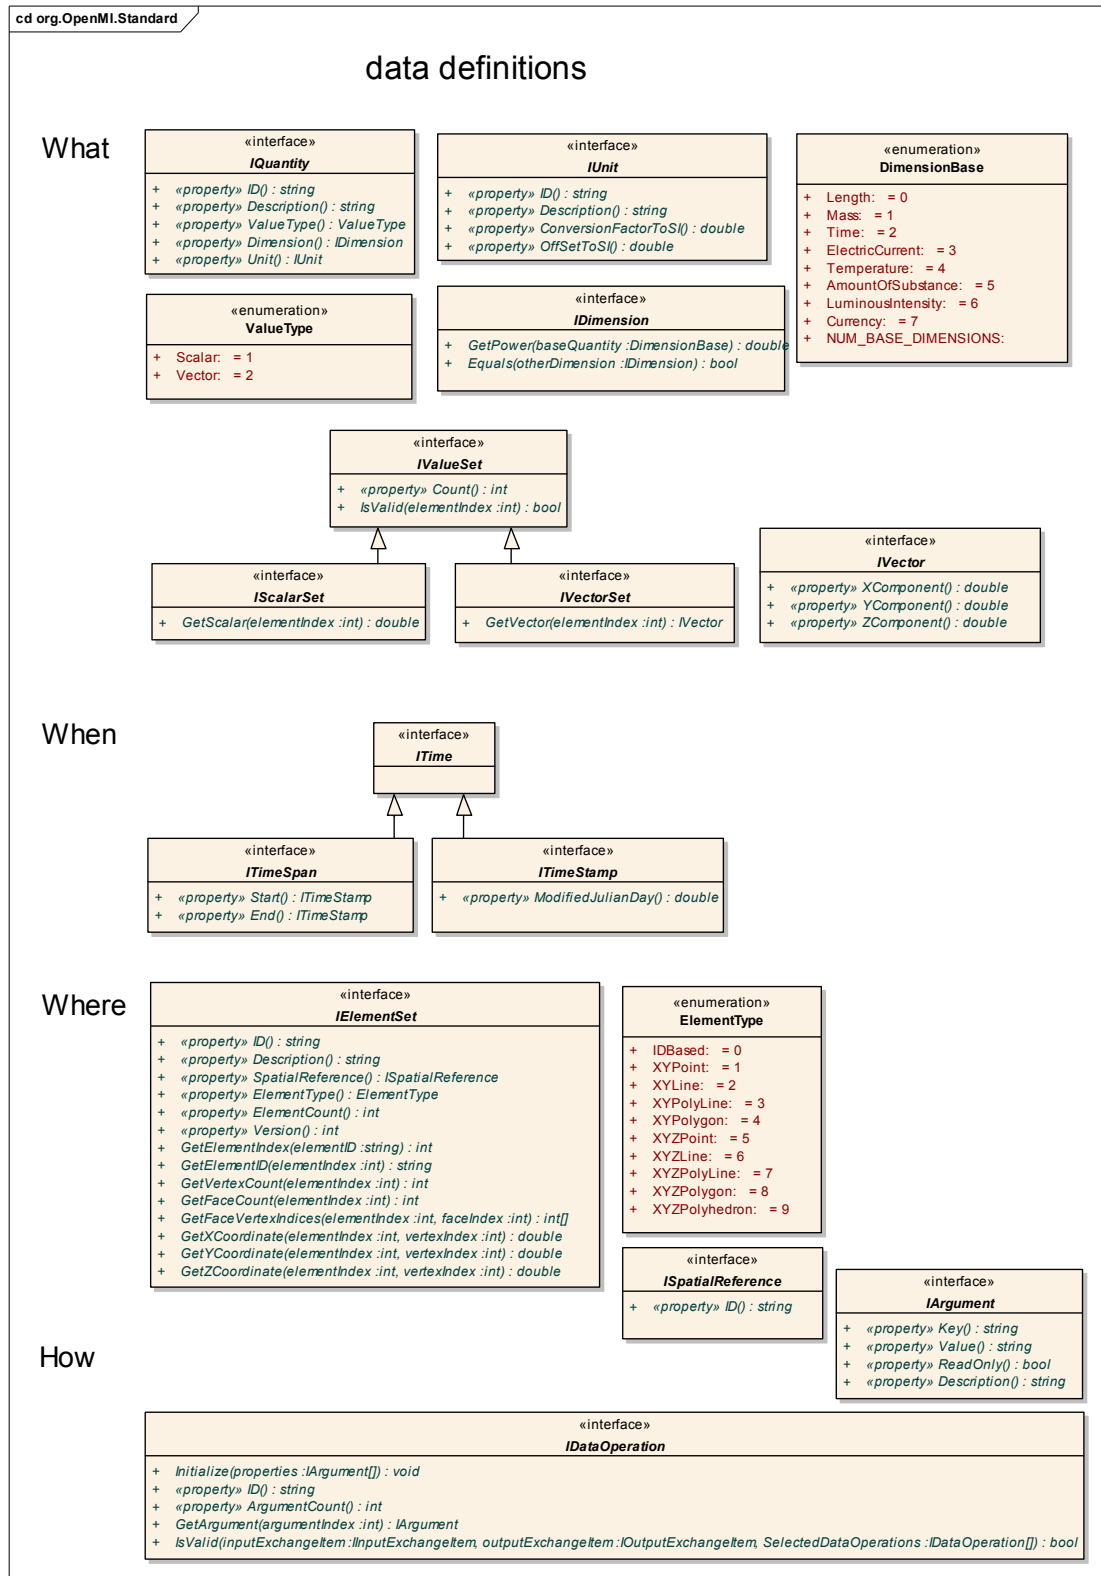 cd org.OpenMI.Standard
data definitions
What
«interface»
IQuantity
+ «property» ID() : string
+ «property» Description() : string
+ «property» ValueType() : ValueType
+ «property» Dimension() : IDimension
+ «property» Unit() : IUnit
«interface»
IUnit
+ «property» ID() : string
+ «property» Description() : string
+ «property» ConversionFactorToSI() : double
+ «property» OffSetToSI() : double
«enumeration»
DimensionBase
+ Length: = 0
+ Mass: = 1
+ Time: = 2
+ ElectricCurrent: = 3
+ Temperature: = 4
+ AmountOfSubstance: = 5
+ LuminousIntensity: = 6
+ Currency: = 7
+ NUM_BASE_DIMENSIONS:
«enumeration»
ValueType
+ Scalar: = 1
+ Vector: = 2
«interface»
IDimension
+ GetPower(baseQuantity :DimensionBase) : double
+ Equals(otherDimension :IDimension) : bool
«interface»
IValueSet
+ «property» Count() : int
+ IsValid(elementIndex :int) : bool
«interface»
IScalarSet
+ GetScalar(elementIndex :int) : double
«interface»
IVectorSet
+ GetVector(elementIndex :int) : IVector
«interface»
IVector
+ «property» XComponent() : double
+ «property» YComponent() : double
+ «property» ZComponent() : double
When
«interface»
ITime
«interface»
ITimeSpan
+ «property» Start() : ITimeStamp
+ «property» End() : ITimeStamp
«interface»
ITimeStamp
+ «property» ModifiedJulianDay() : double
Where
«interface»
IElementSet
+ «property» ID() : string
+ «property» Description() : string
+ «property» SpatialReference() : ISpatialReference
+ «property» ElementType() : ElementType
+ «property» ElementCount() : int
+ «property» Version() : int
+ GetElementIndex(elementID :string) : int
+ GetElementID(elementIndex :int) : string
+ GetVertexCount(elementIndex :int) : int
+ GetFaceCount(elementIndex :int) : int
+ GetFaceVertexIndices(elementIndex :int, faceIndex :int) : int[]
+ GetXCoordinate(elementIndex :int, vertexIndex :int) : double
+ GetYCoordinate(elementIndex :int, vertexIndex :int) : double
+ GetZCoordinate(elementIndex :int, vertexIndex :int) : double
«enumeration»
ElementType
+ IDBased: = 0
+ XYPoint: = 1
+ XYLine: = 2
+ XYPolyLine: = 3
+ XYPolygon: = 4
+ XYZPoint: = 5
+ XYZLine: = 6
+ XYZPolyLine: = 7
+ XYZPolygon: = 8
+ XYZPolyhedron: = 9
«interface»
ISpatialReference
+ «property» ID() : string
«interface»
IArgument
+ «property» Key() : string
+ «property» Value() : string
+ «property» ReadOnly() : bool
+ «property» Description() : string
How
«interface»
IDataOperation
+ Initialize(properties :IArgument[]) : void
+ «property» ID() : string
+ «property» ArgumentCount() : int
+ GetArgument(argumentIndex :int) : IArgument
+ IsValid(inputExchangeItem :IInputExchangeItem, outputExchangeItem :IOutputExchangeItem, SelectedDataOperations :IDataOperation[]) : bool